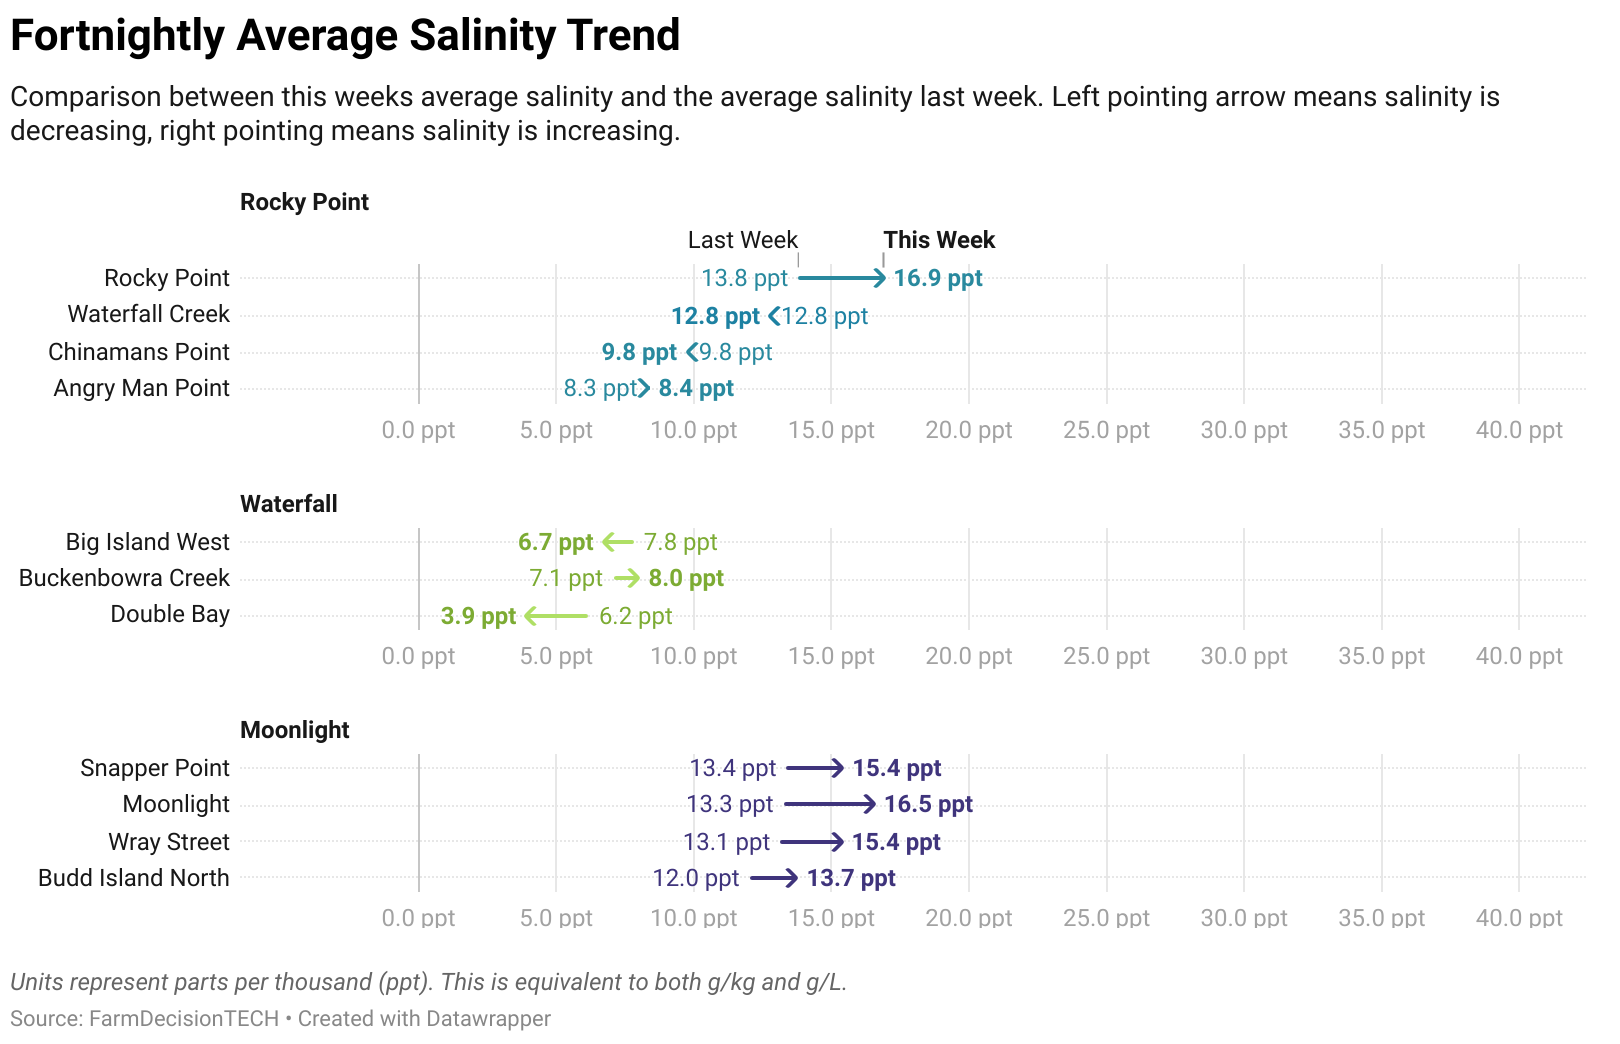 Fortnightly Average Salinity Trend
Comparison between this weeks average salinity and the average salinity last week. Left pointing arrow means salinity is
decreasing, right pointing means salinity is increasing.
Rocky Point
Last Week This Week
Rocky Point 13.8 ppt 16.9 ppt
Waterfall Creek 12.8 ppt 12.8 ppt
Chinamans Point 9.8 ppt 9.8 ppt
Angry Man Point 8.3 ppt 8.4 ppt
0.0 ppt 5.0 ppt 10.0 ppt 15.0 ppt 20.0 ppt 25.0 ppt 30.0 ppt 35.0 ppt 40.0 ppt
Waterfall
Big Island West 6.7 ppt 7.8 ppt
Buckenbowra Creek 7.1 ppt 8.0 ppt
Double Bay 3.9 ppt 6.2 ppt
0.0 ppt 5.0 ppt 10.0 ppt 15.0 ppt 20.0 ppt 25.0 ppt 30.0 ppt 35.0 ppt 40.0 ppt
Moonlight
Snapper Point 13.4 ppt 15.4 ppt
Moonlight 13.3 ppt 16.5 ppt
Wray Street 13.1 ppt 15.4 ppt
Budd Island North 12.0 ppt 13.7 ppt
0.0 ppt 5.0 ppt 10.0 ppt 15.0 ppt 20.0 ppt 25.0 ppt 30.0 ppt 35.0 ppt 40.0 ppt
Units represent parts per thousand (ppt). This is equivalent to both g/kg and g/L.
Source: FarmDecisionTECH • Created with Datawrapper